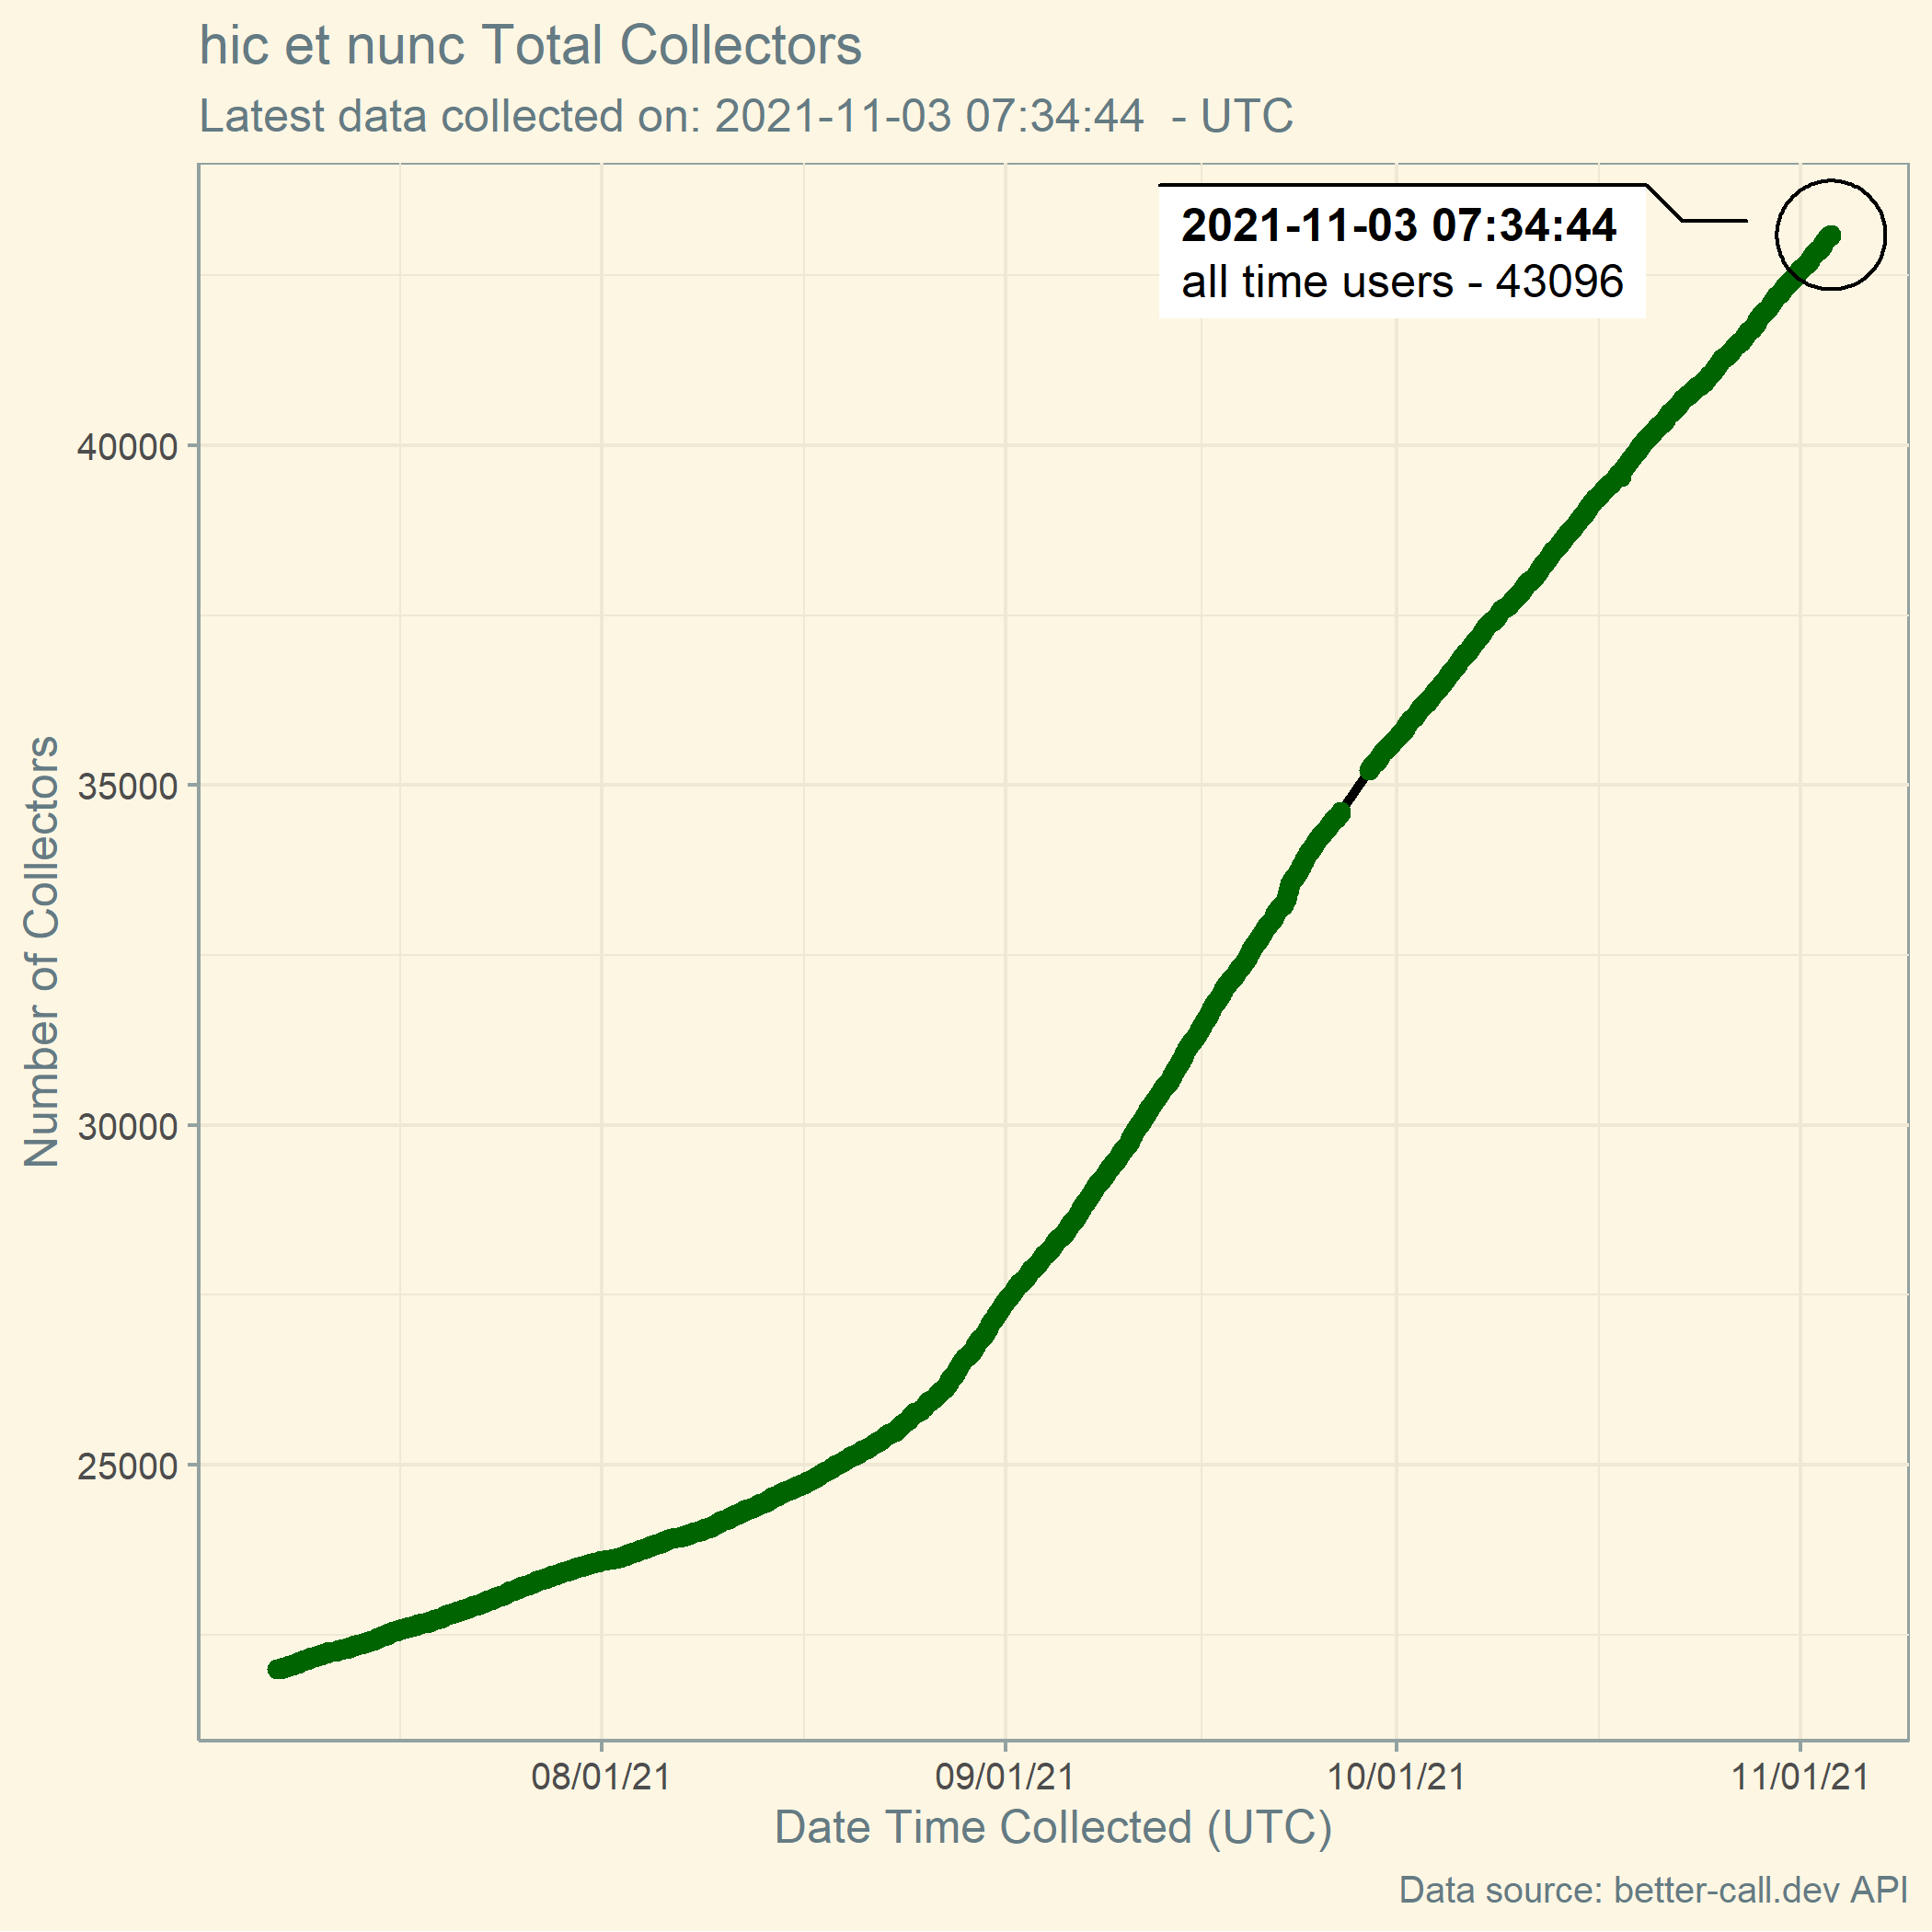 hic et nunc Total Collectors
Latest data collected on: 2021-11-03 07:34:44  - UTC
2021-11-03 07:34:44
all time users - 43096
Number of Collectors
40000
35000
30000
25000
08/01/21 09/01/21 10/01/21 11/01/21
Date Time Collected (UTC)
Data source: better-call.dev API